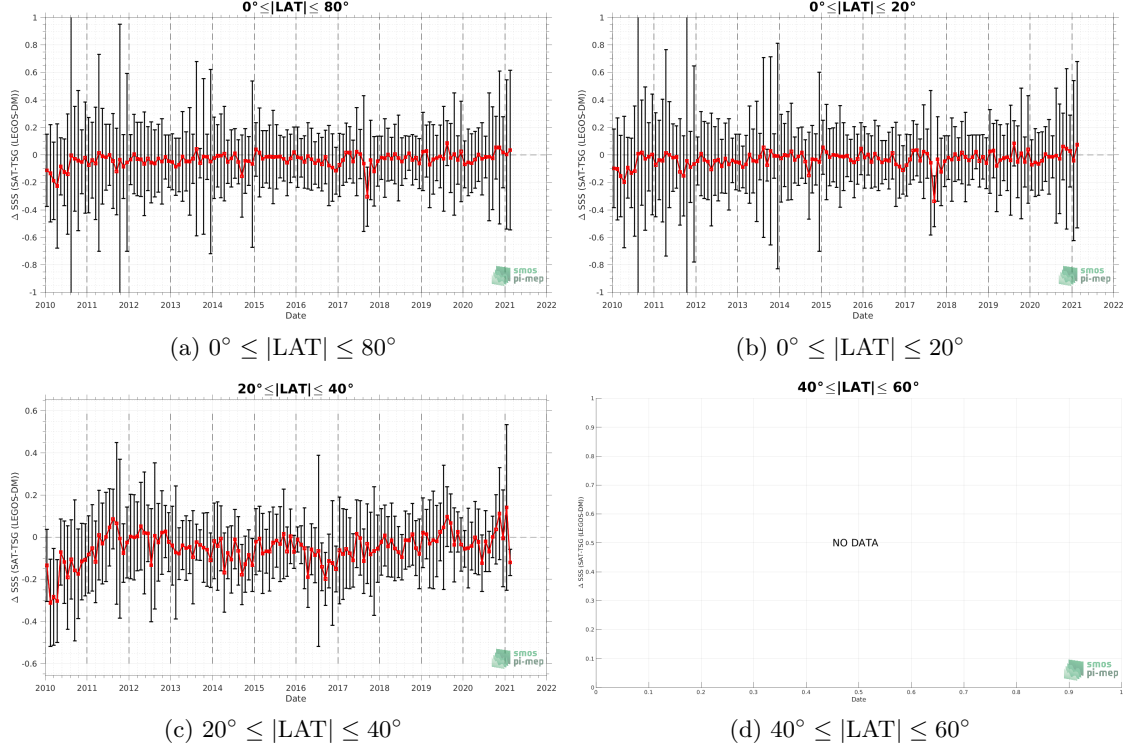 0°≤|LAT|≤ 80°
Δ SSS (SAT-TSG (LEGOS-DM))
1
0.8
0.6
0.4
0.2
0
-0.2
-0.4
-0.6
-0.8
-1
2010 2011 2012 2013 2014 2015 2016 2017 2018 2019 2020 2021 2022
Date
smos
pi-mep
(a) 0° ≤ |LAT| ≤ 80°
0°≤|LAT|≤ 20°
Δ SSS (SAT-TSG (LEGOS-DM))
1
0.8
0.6
0.4
0.2
0
-0.2
-0.4
-0.6
-0.8
-1
2010 2011 2012 2013 2014 2015 2016 2017 2018 2019 2020 2021 2022
Date
smos
pi-mep
(b) 0° ≤ |LAT| ≤ 20°
20°≤|LAT|≤ 40°
Δ SSS (SAT-TSG (LEGOS-DM))
0.6
0.4
0.2
0
-0.2
-0.4
-0.6
2010 2011 2012 2013 2014 2015 2016 2017 2018 2019 2020 2021 2022
Date
smos
pi-mep
(c) 20° ≤ |LAT| ≤ 40°
40°≤|LAT|≤ 60°
Δ SSS (SAT-TSG (LEGOS-DM))
1
0.9
0.8
0.7
0.6
0.5
0.4
0.3
0.2
0.1
0
NO DATA
0 0.1 0.2 0.3 0.4 0.5 0.6 0.7 0.8 0.9 1
Date
smos
pi-mep
(d) 40° ≤ |LAT| ≤ 60°